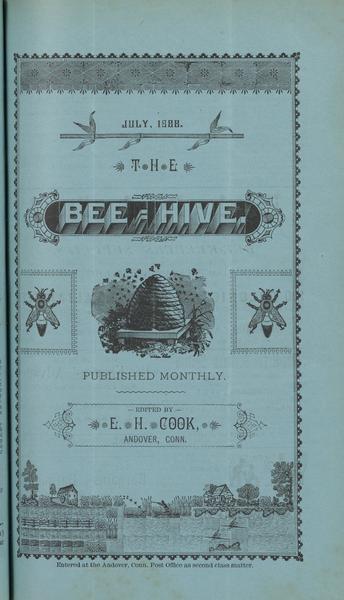 JULY, 1888.
THE
BEE-HIVE.
PUBLISHED MONTHLY.
— EDITED BY —
E. H. COOK,
ANDOVER, CONN.
Entered at the Andover, Conn. Post Office as second class matter.